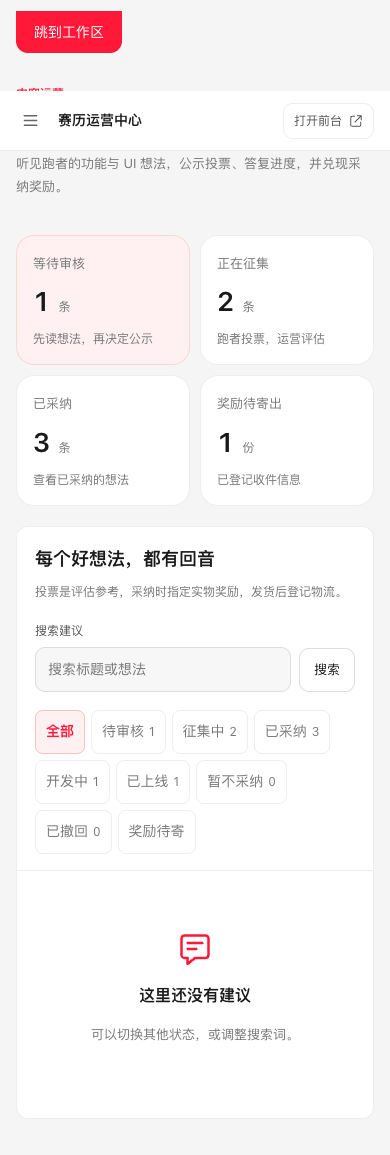 跳到工作区
赛历运营中心
打开前台
听见跑者的功能与 UI 想法，公示投票、答复进度，并兑现采
纳奖励。
等待审核
1 条
先读想法，再决定公示
正在征集
2 条
跑者投票，运营评估
已采纳
3 条
查看已采纳的想法
奖励待寄出
1 份
已登记收件信息
每个好想法，都有回音
投票是评估参考，采纳时指定实物奖励，发货后登记物流。
搜索建议
搜索标题或想法
搜索
全部 待审核 1 征集中 2 已采纳 3
开发中 1 已上线 1 暂不采纳 0
已撤回 0 奖励待寄
这里还没有建议
可以切换其他状态，或调整搜索词。